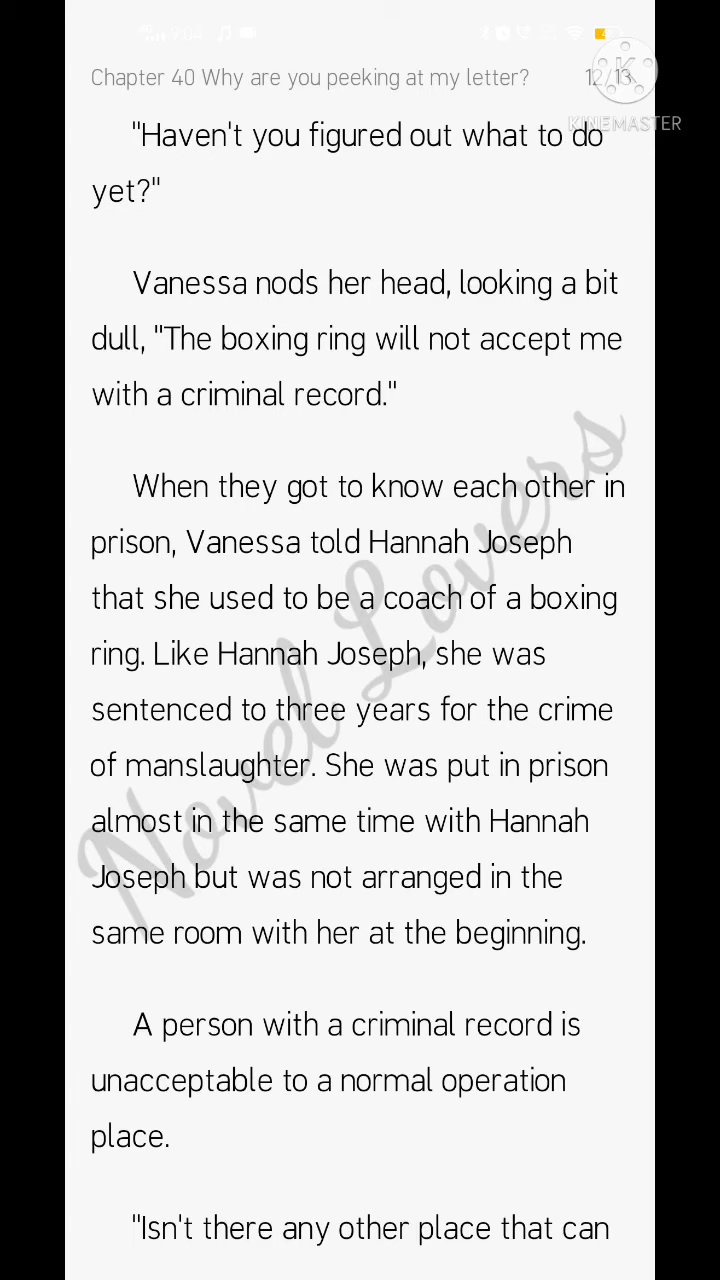 9:04
Chapter 40 Why are you peeking at my letter?
12/13
KINEMASTER
"Haven't you figured out what to do
yet?"
Vanessa nods her head, looking a bit
dull, "The boxing ring will not accept me
with a criminal record."
When they got to know each other in
prison, Vanessa told Hannah Joseph
that she used to be a coach of a boxing
ring. Like Hannah Joseph, she was
sentenced to three years for the crime
of manslaughter. She was put in prison
almost in the same time with Hannah
Joseph but was not arranged in the
same room with her at the beginning.
Novel Lovers
A person with a criminal record is
unacceptable to a normal operation
place.
"Isn't there any other place that can